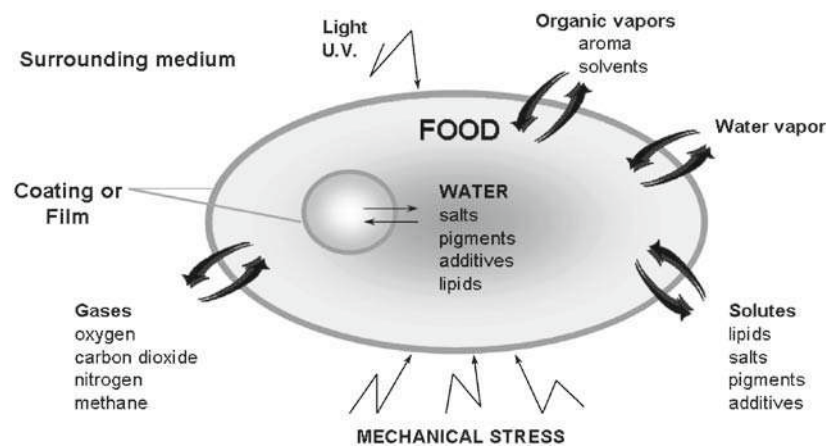 Light
U.V.
Organic vapors
aroma
solvents
Surrounding medium
FOOD
Water vapor
Coating or
Film
WATER
salts
pigments
additives
lipids
Gases
oxygen
carbon dioxide
nitrogen
methane
Solutes
lipids
salts
pigments
additives
MECHANICAL STRESS